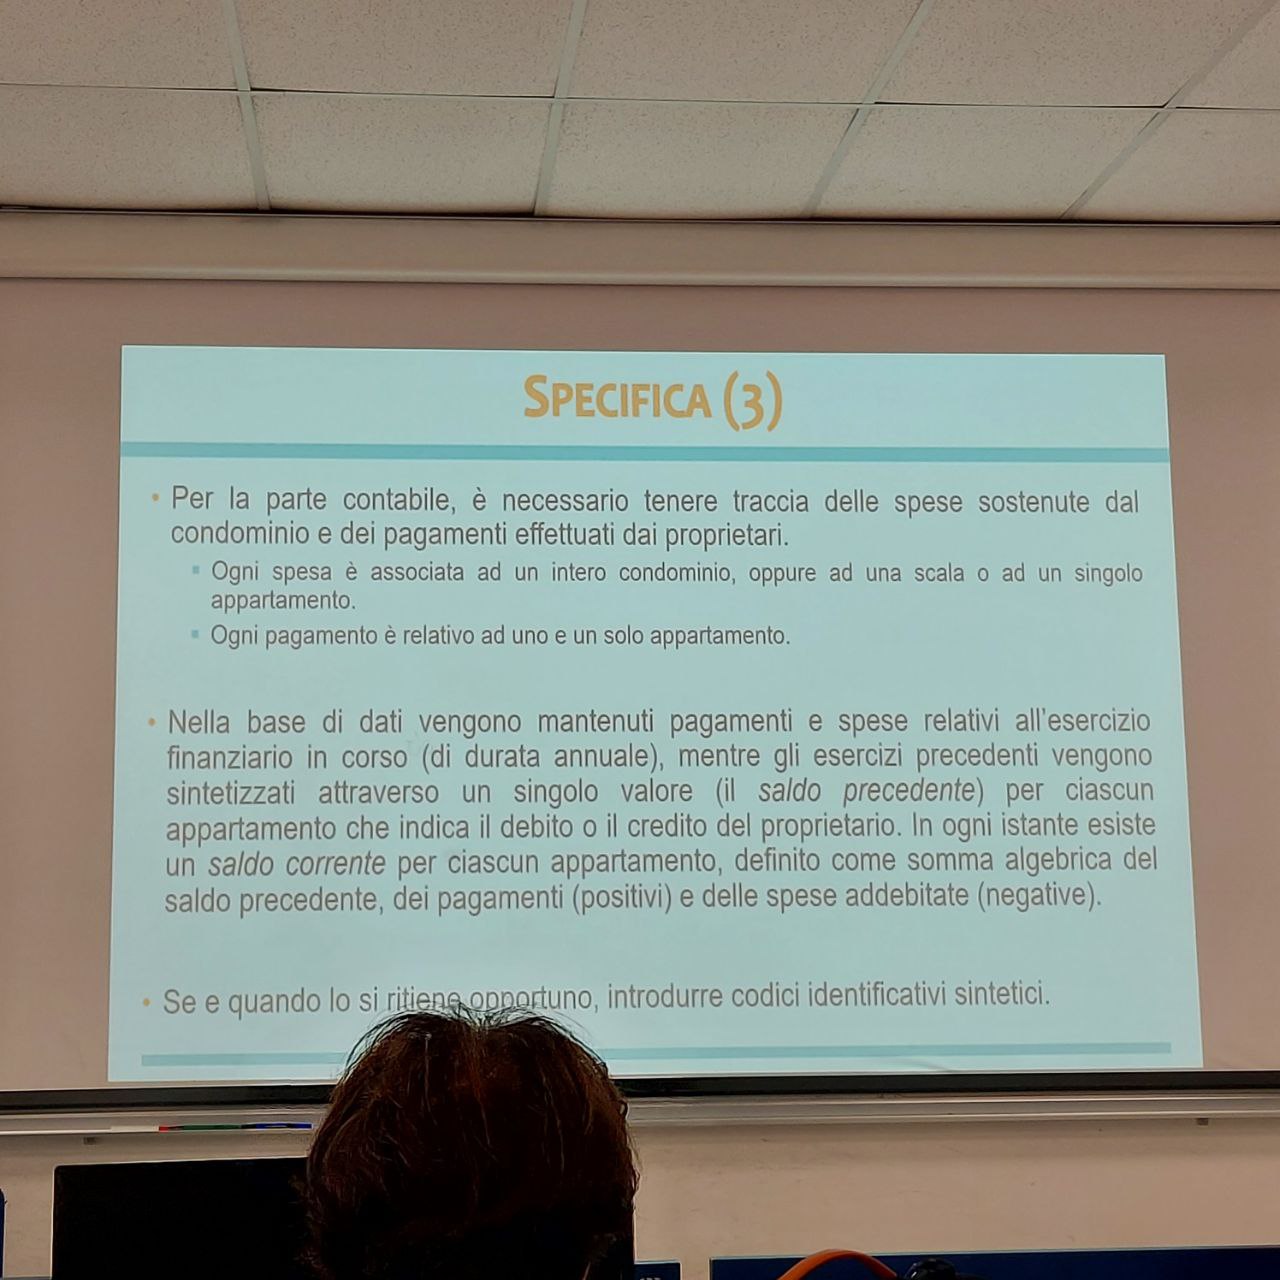 SPECIFICA (3)
• Per la parte contabile, è necessario tenere traccia delle spese sostenute dal
condominio e dei pagamenti effettuati dai proprietari.
▪ Ogni spesa è associata ad un intero condominio, oppure ad una scala o ad un singolo
appartamento.
▪ Ogni pagamento è relativo ad uno e un solo appartamento.
• Nella base di dati vengono mantenuti pagamenti e spese relativi all'esercizio
finanziario in corso (di durata annuale), mentre gli esercizi precedenti vengono
sintetizzati attraverso un singolo valore (il saldo precedente) per ciascun
appartamento che indica il debito o il credito del proprietario. In ogni istante esiste
un saldo corrente per ciascun appartamento, definito come somma algebrica del
saldo precedente, dei pagamenti (positivi) e delle spese addebitate (negative).
• Se e quando lo si ritiene opportuno, introdurre codici identificativi sintetici.